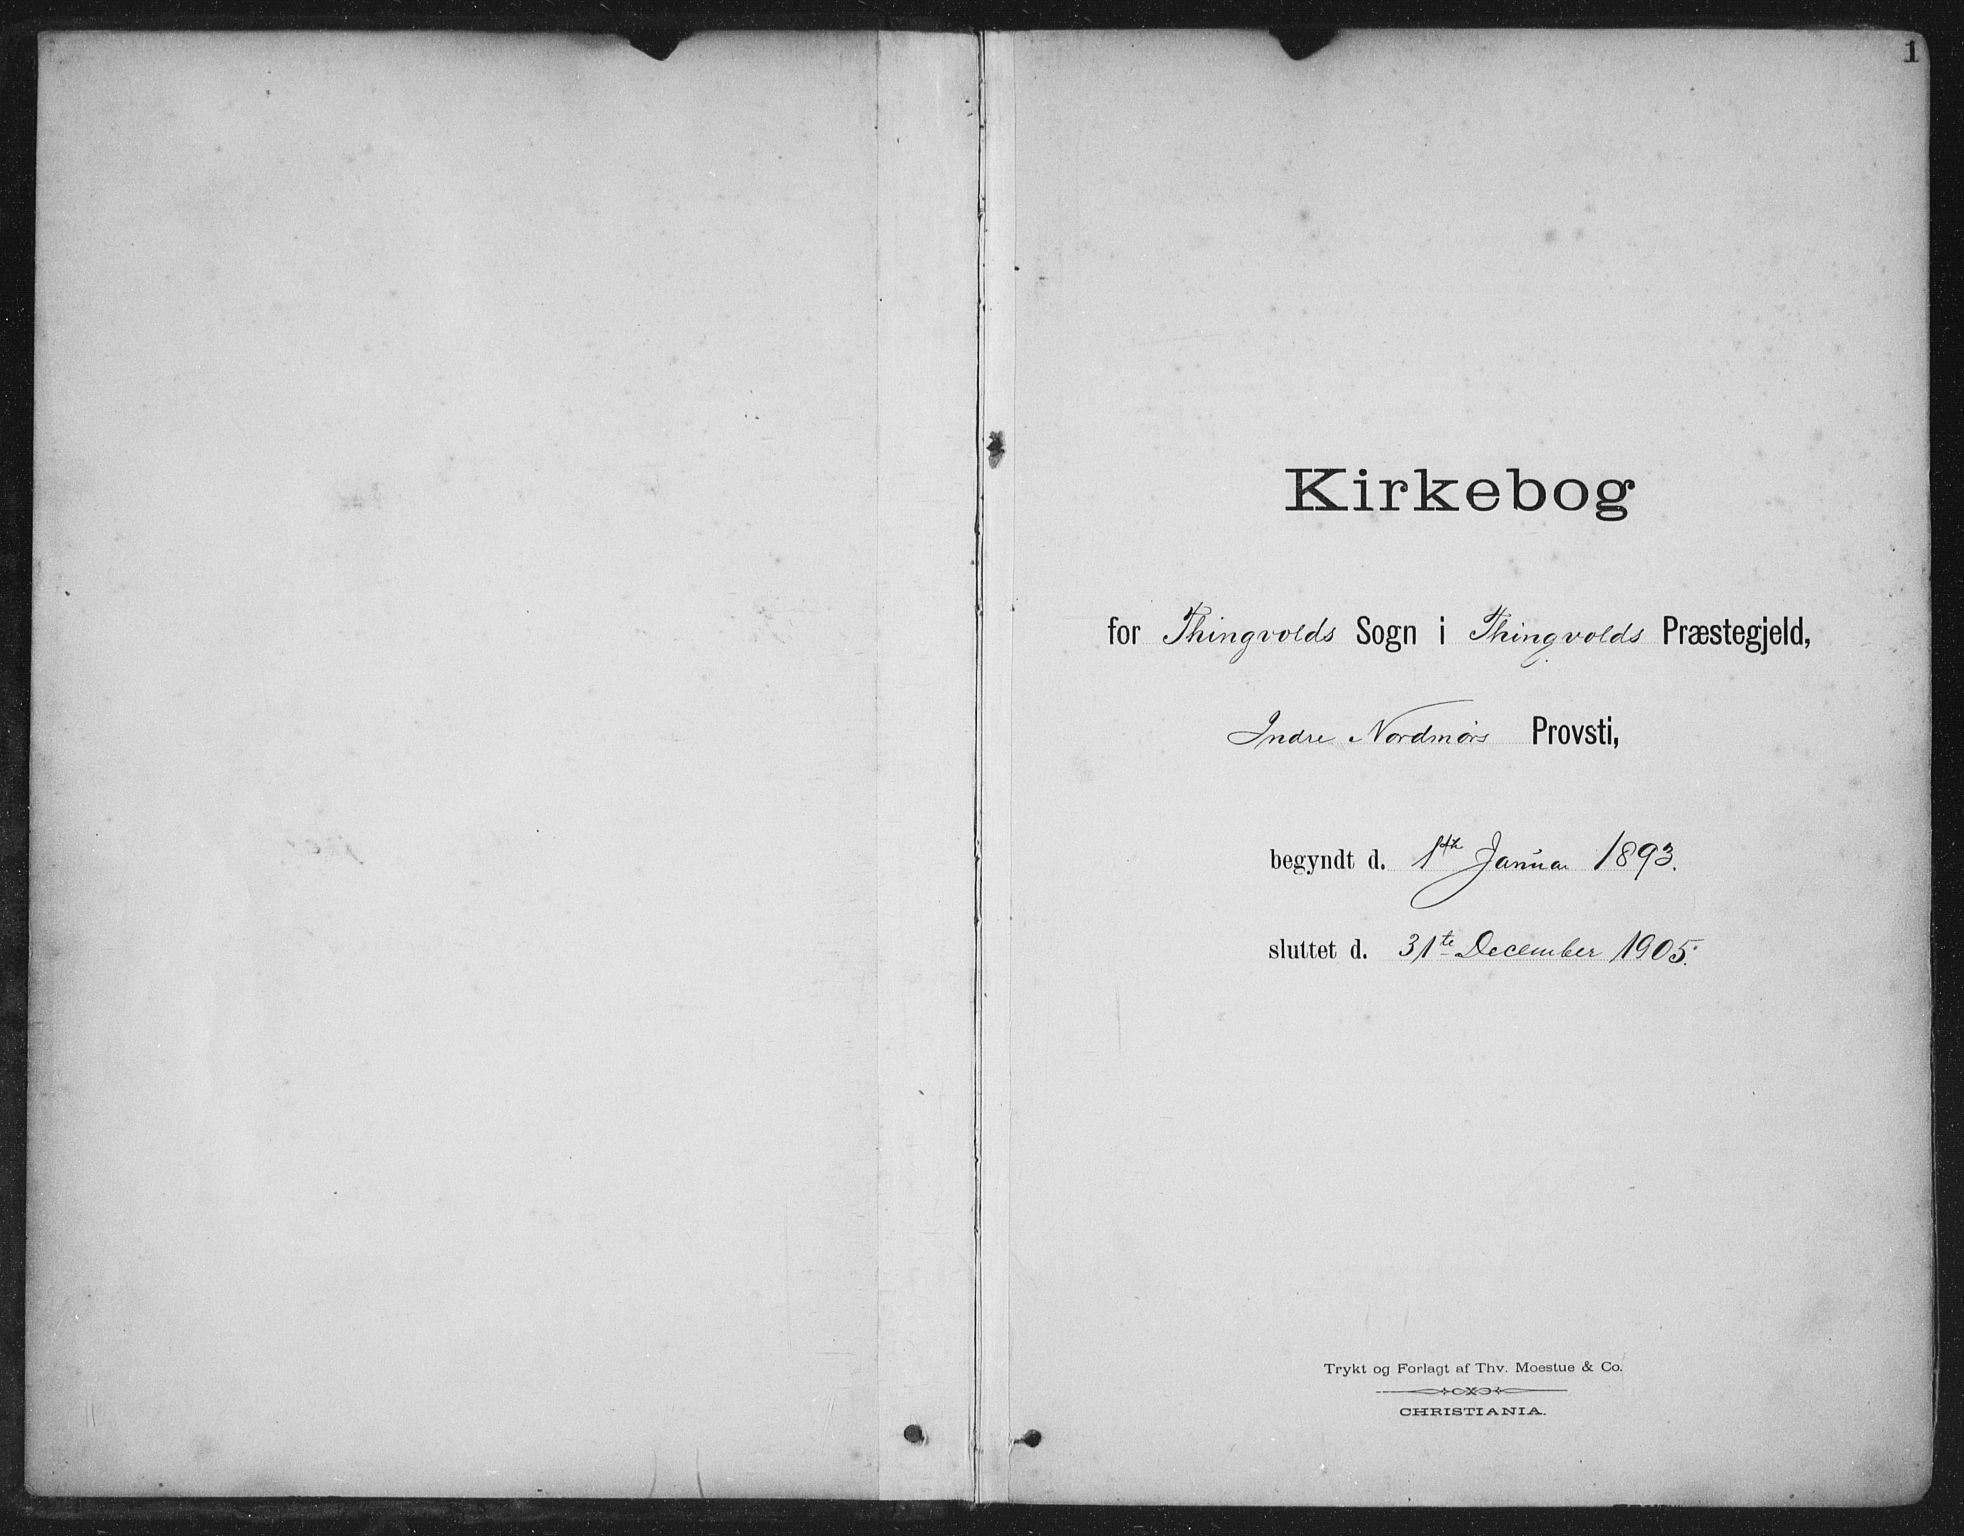 1
Kirkebog
for Thingvolds Sogn i Thingvolds Præstegjeld,
Indre Nordmørs Provsti,
begyndt d. 1ste Janua 1893.
sluttet d. 31te December 1905.
Trykt og Forlagt af Thv. Moestue & Co.
CHRISTIANIA.